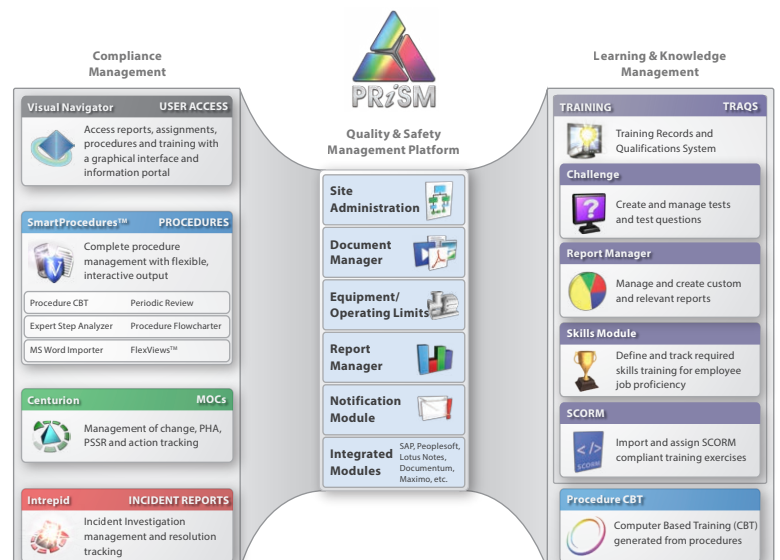 Compliance
Management
Visual Navigator USER ACCESS
Access reports, assignments,
procedures and training with
a graphical interface and
information portal
SmartProcedures™ PROCEDURES
Complete procedure
management with flexible,
interactive output
Procedure CBT Periodic Review
Expert Step Analyzer Procedure Flowcharter
MS Word Importer FlexViews™
Centurion MOCs
Management of change, PHA,
PSSR and action tracking
Intrepid INCIDENT REPORTS
Incident Investigation
management and resolution
tracking
PRiSM
Quality & Safety
Management Platform
Site
Administration
Document
Manager
Equipment/
Operating Limits
Report
Manager
Notification
Module
Integrated
Modules
SAP, Peoplesoft,
Lotus Notes,
Documentum,
Maximo, etc.
Learning & Knowledge
Management
TRAINING TRAQS
Training Records and
Qualifications System
Challenge
?
Create and manage tests
and test questions
Report Manager
Manage and create custom
and relevant reports
Skills Module
Define and track required
skills training for employee
job proficiency
SCORM
</>
SCORM
Import and assign SCORM
compliant training exercises
Procedure CBT
Computer Based Training (CBT)
generated from procedures